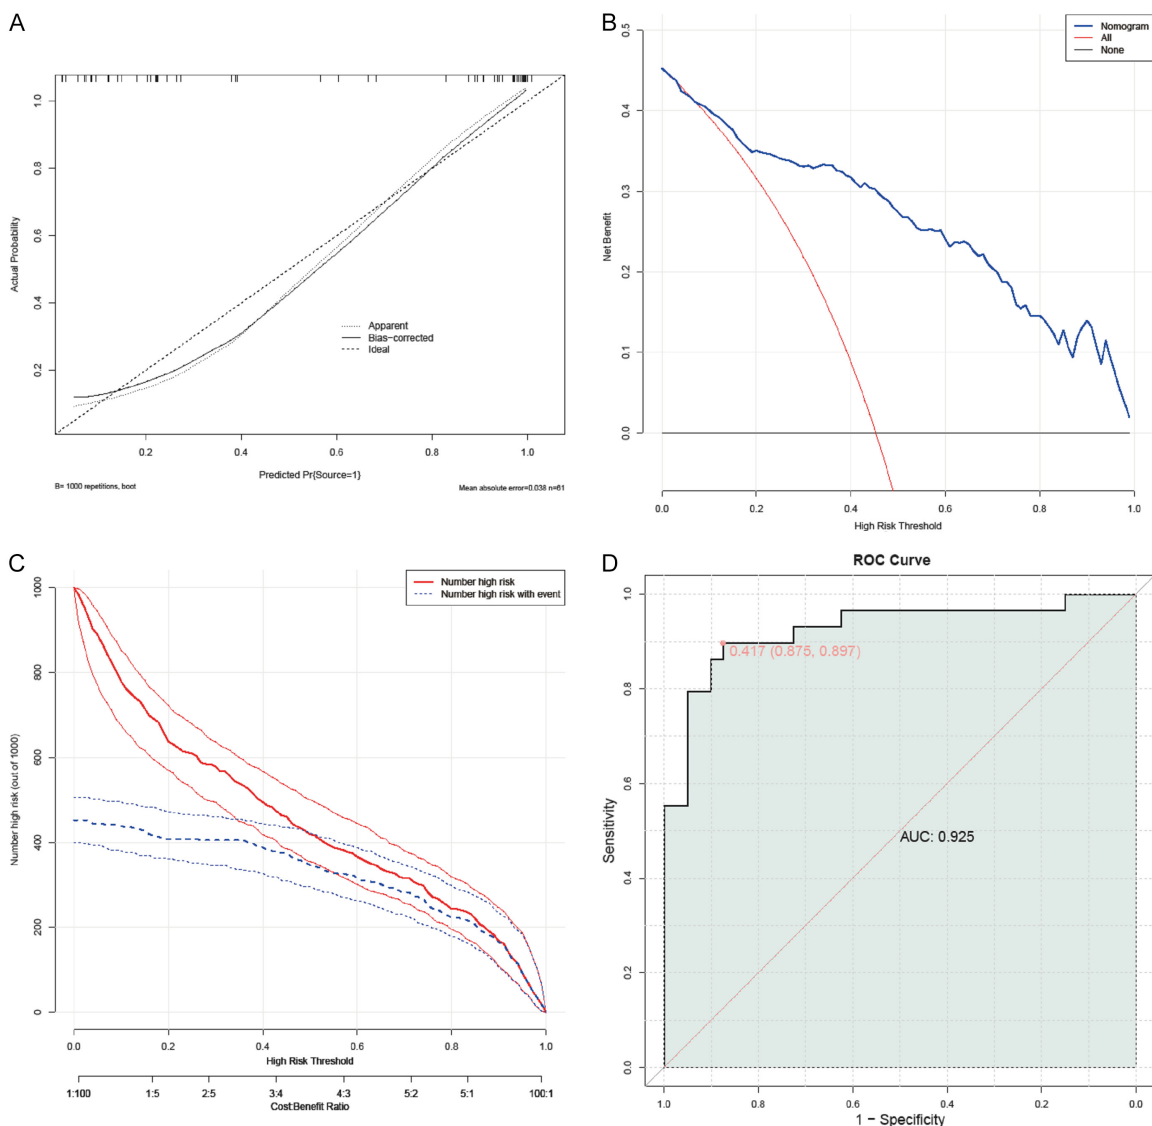 A
1.0
0.8
0.6
0.4
0.2
Actual Probability
Apparent
Bias-corrected
Ideal
0.2 0.4 0.6 0.8 1.0
Predicted Pr{Source=1}
B= 1000 repetitions, boot
Mean absolute error=0.038 n=61
B
Nomogram
All
None
0.5
0.4
0.3
0.2
0.1
0.0
Net Benefit
0.0 0.2 0.4 0.6 0.8 1.0
High Risk Threshold
C
Number high risk
Number high risk with event
1000
800
600
400
200
0
Number high risk (out of 1000)
0.0 0.2 0.4 0.6 0.8 1.0
High Risk Threshold
1:100 1:5 2:5 3:4 4:3 5:2 5:1 100:1
Cost:Benefit Ratio
D
ROC Curve
1.0
0.8
0.6
0.4
0.2
0.0
Sensitivity
0.417 (0.875, 0.897)
AUC: 0.925
1.0 0.8 0.6 0.4 0.2 0.0
1 − Specificity